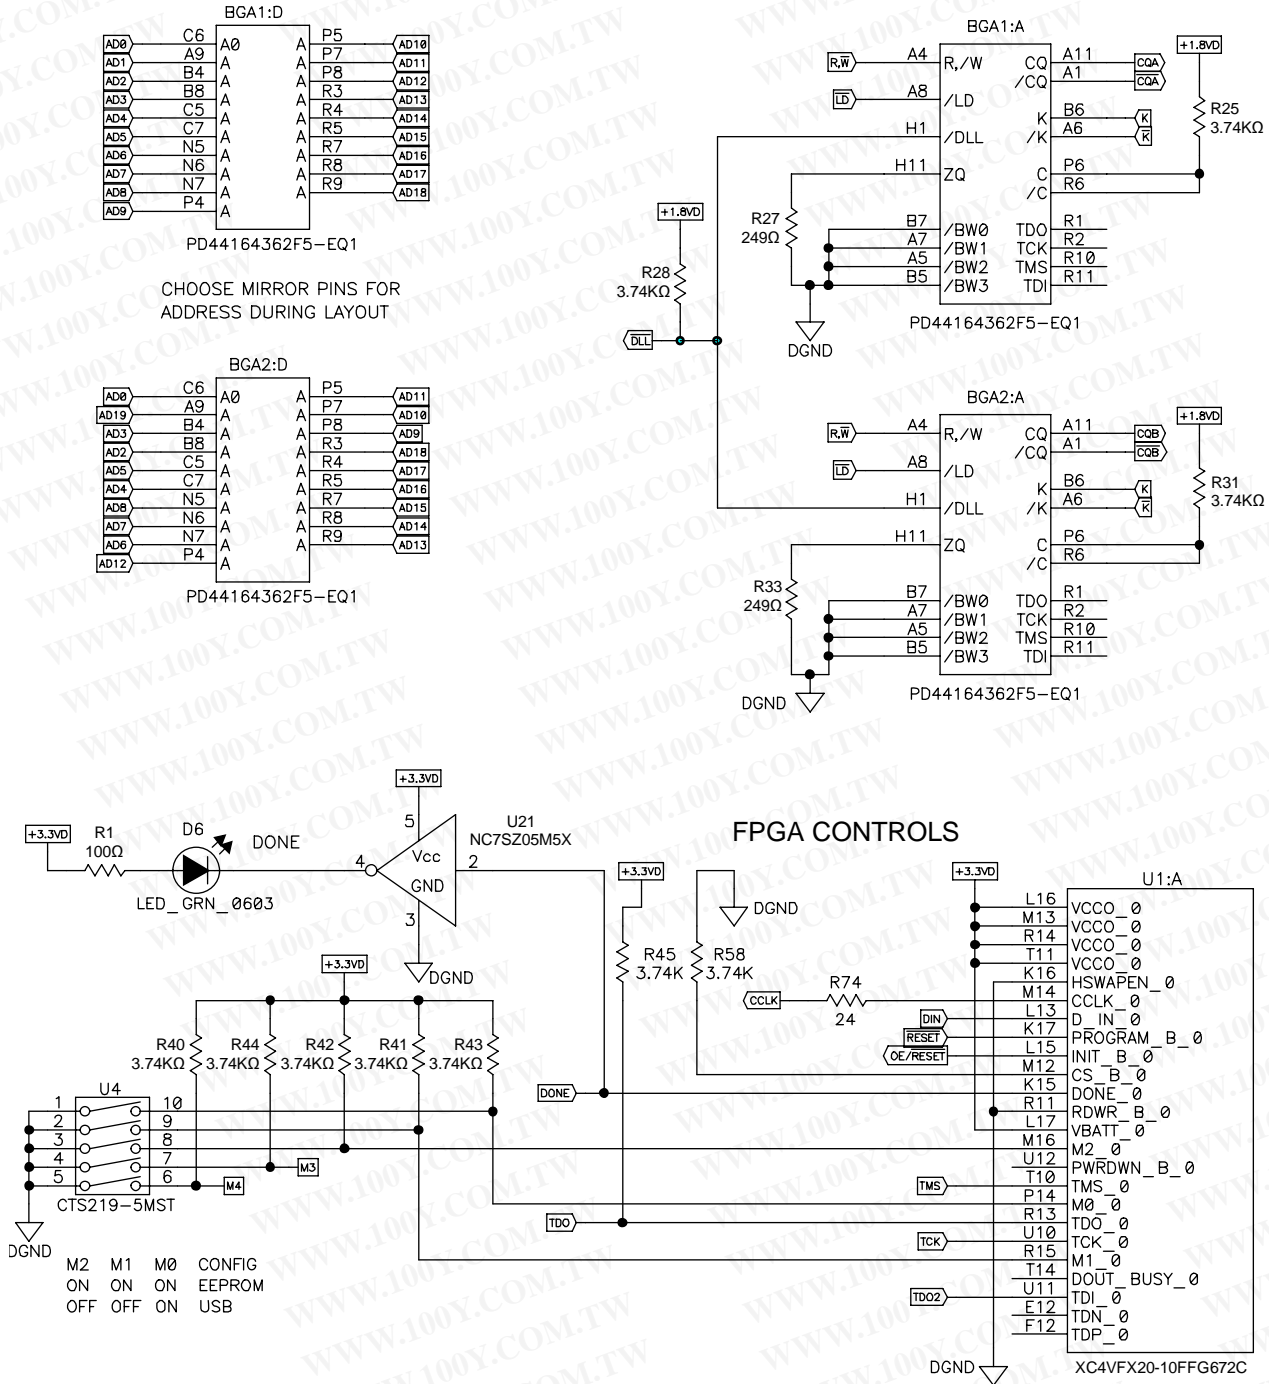 BGA1:D
AD0 C6 A0 A P5 AD10
AD1 A9 A A P7 AD11
AD2 B4 A A P8 AD12
AD3 B8 A A R3 AD13
AD4 C5 A A R4 AD14
AD5 C7 A A R5 AD15
AD6 N5 A A R7 AD16
AD7 N6 A A R8 AD17
AD8 N7 A A R9 AD18
AD9 P4 A
PD44164362F5-EQ1
CHOOSE MIRROR PINS FOR
ADDRESS DURING LAYOUT
BGA2:D
AD0 C6 A0 A P5 AD11
AD19 A9 A A P7 AD10
AD3 B4 A A P8 AD9
AD2 B8 A A R3 AD18
AD5 C5 A A R4 AD17
AD4 C7 A A R5 AD16
AD8 N5 A A R7 AD15
AD7 N6 A A R8 AD14
AD6 N7 A A R9 AD13
AD12 P4 A
PD44164362F5-EQ1
BGA1:A
R,W A4 R,/W CQ A11 CQA
/CQ A1 CQA
LD A8 /LD
K B6 K
H1 /DLL /K A6 K
H11 ZQ C P6
/C R6
B7 /BW0 TDO R1
A7 /BW1 TCK R2
A5 /BW2 TMS R10
B5 /BW3 TDI R11
PD44164362F5-EQ1
+1.8VD
R25
3.74KΩ
R27
249Ω
DGND
+1.8VD
R28
3.74KΩ
DLL
BGA2:A
R,W A4 R,/W CQ A11 CQB
/CQ A1 CQB
LD A8 /LD
K B6 K
H1 /DLL /K A6 K
H11 ZQ C P6
/C R6
B7 /BW0 TDO R1
A7 /BW1 TCK R2
A5 /BW2 TMS R10
B5 /BW3 TDI R11
PD44164362F5-EQ1
+1.8VD
R31
3.74KΩ
R33
249Ω
DGND
+3.3VD
R1
100Ω
D6
DONE
LED_GRN_0603
+3.3VD
5
U21
NC7SZ05M5X
4 Vcc 2
GND
3
DGND
+3.3VD
R40
3.74KΩ
R44
3.74KΩ
R42
3.74KΩ
R41
3.74KΩ
R43
3.74KΩ
U4
1 10
2 9
3 8
4 7 M3
5 6 M4
CTS219-5MST
DGND
M2 M1 M0 CONFIG
ON ON ON EEPROM
OFF OFF ON USB
FPGA CONTROLS
+3.3VD
DGND
R45
3.74K
R58
3.74K
+3.3VD
CCLK
R74
24
DIN
RESET
OE/RESET
DONE
TMS
TDO
TCK
TDO2
U1:A
L16 VCCO_0
M13 VCCO_0
R14 VCCO_0
T11 VCCO_0
K16 HSWAPEN_0
M14 CCLK_0
L13 D_IN_0
K17 PROGRAM_B_0
L15 INIT_B_0
M12 CS_B_0
K15 DONE_0
R11 RDWR_B_0
L17 VBATT_0
M16 M2_0
U12 PWRDWN_B_0
T10 TMS_0
P14 M0_0
R13 TDO_0
U10 TCK_0
R15 M1_0
T14 DOUT_BUSY_0
U11 TDI_0
E12 TDN_0
F12 TDP_0
DGND
XC4VFX20-10FFG672C
WWW.100Y.COM.TW